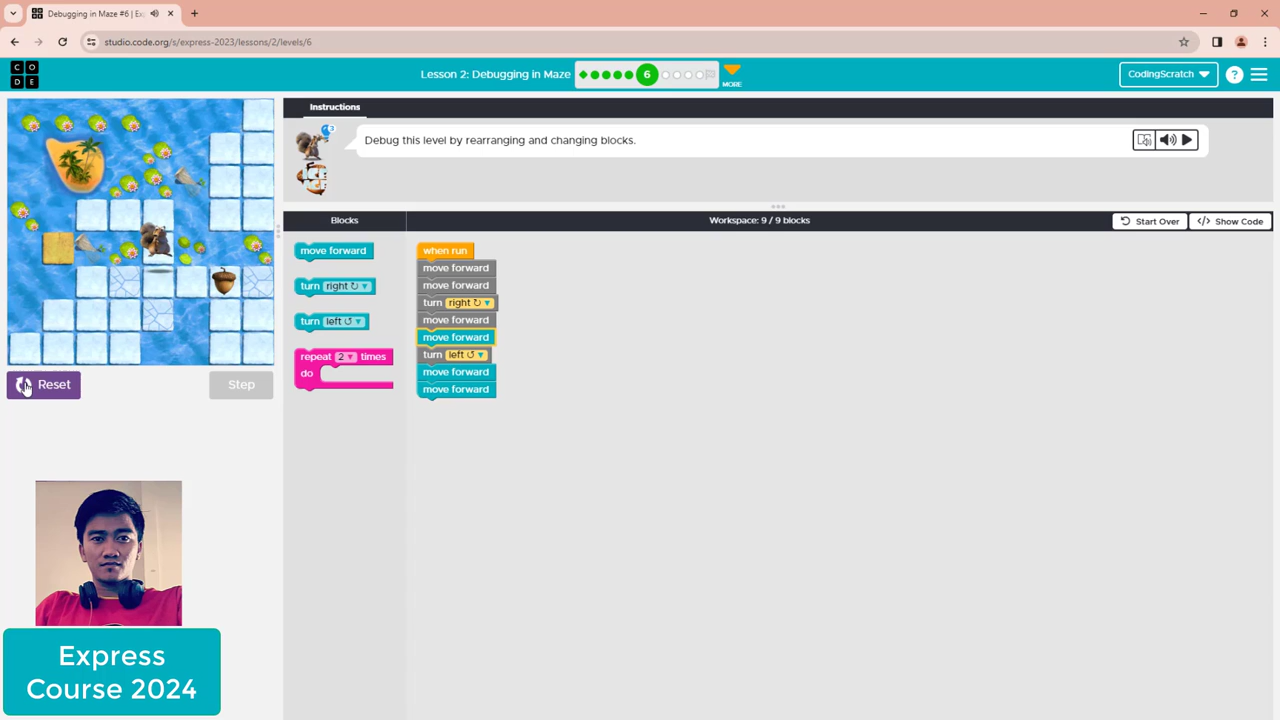 Debugging in Maze #6 | Ex
studio.code.org/s/express-2023/lessons/2/levels/6
C O
D E
Lesson 2: Debugging in Maze
6
MORE
CodingScratch
?
Instructions
3
Debug this level by rearranging and changing blocks.
Blocks
Workspace: 9 / 9 blocks
Start Over
</> Show Code
move forward
turn right ↻
turn left ↺
repeat 2 times
do
when run
move forward
move forward
turn right ↻
move forward
move forward
turn left ↺
move forward
move forward
Reset
Step
Express
Course 2024